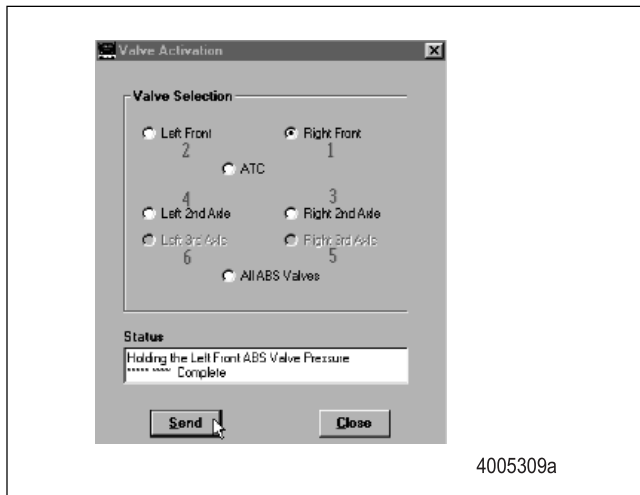 Valve Activation
Valve Selection
Left Front Right Front
2 1
ATC
4 3
Left 2nd Axle Right 2nd Axle
Left 3rd Axle Right 3rd Axle
6 5
All ABS Valves
Status
Holding the Left Front ABS Valve Pressure
***** **** Complete
Send Close
4005309a